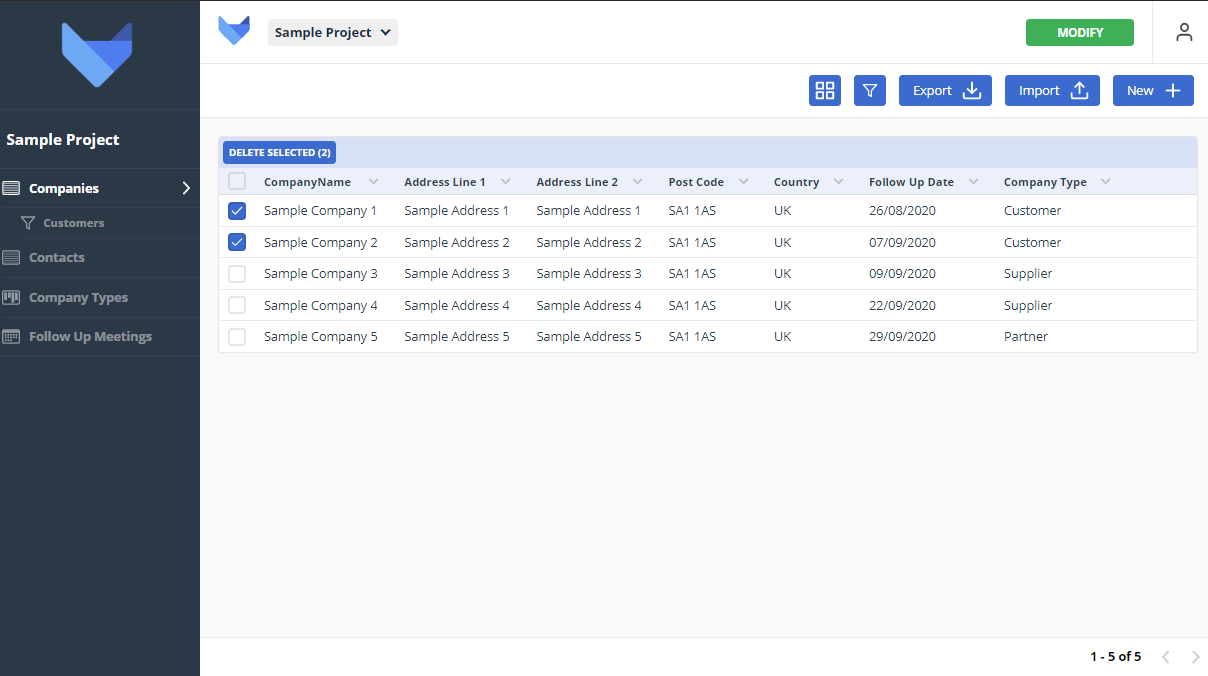 Sample Project
MODIFY
Export
Import
New
Sample Project
Companies
Customers
Contacts
Company Types
Follow Up Meetings
DELETE SELECTED (2)
CompanyName Address Line 1 Address Line 2 Post Code Country Follow Up Date Company Type
Sample Company 1 Sample Address 1 Sample Address 1 SA1 1AS UK 26/08/2020 Customer
Sample Company 2 Sample Address 2 Sample Address 2 SA1 1AS UK 07/09/2020 Customer
Sample Company 3 Sample Address 3 Sample Address 3 SA1 1AS UK 09/09/2020 Supplier
Sample Company 4 Sample Address 4 Sample Address 4 SA1 1AS UK 22/09/2020 Supplier
Sample Company 5 Sample Address 5 Sample Address 5 SA1 1AS UK 29/09/2020 Partner
1 - 5 of 5